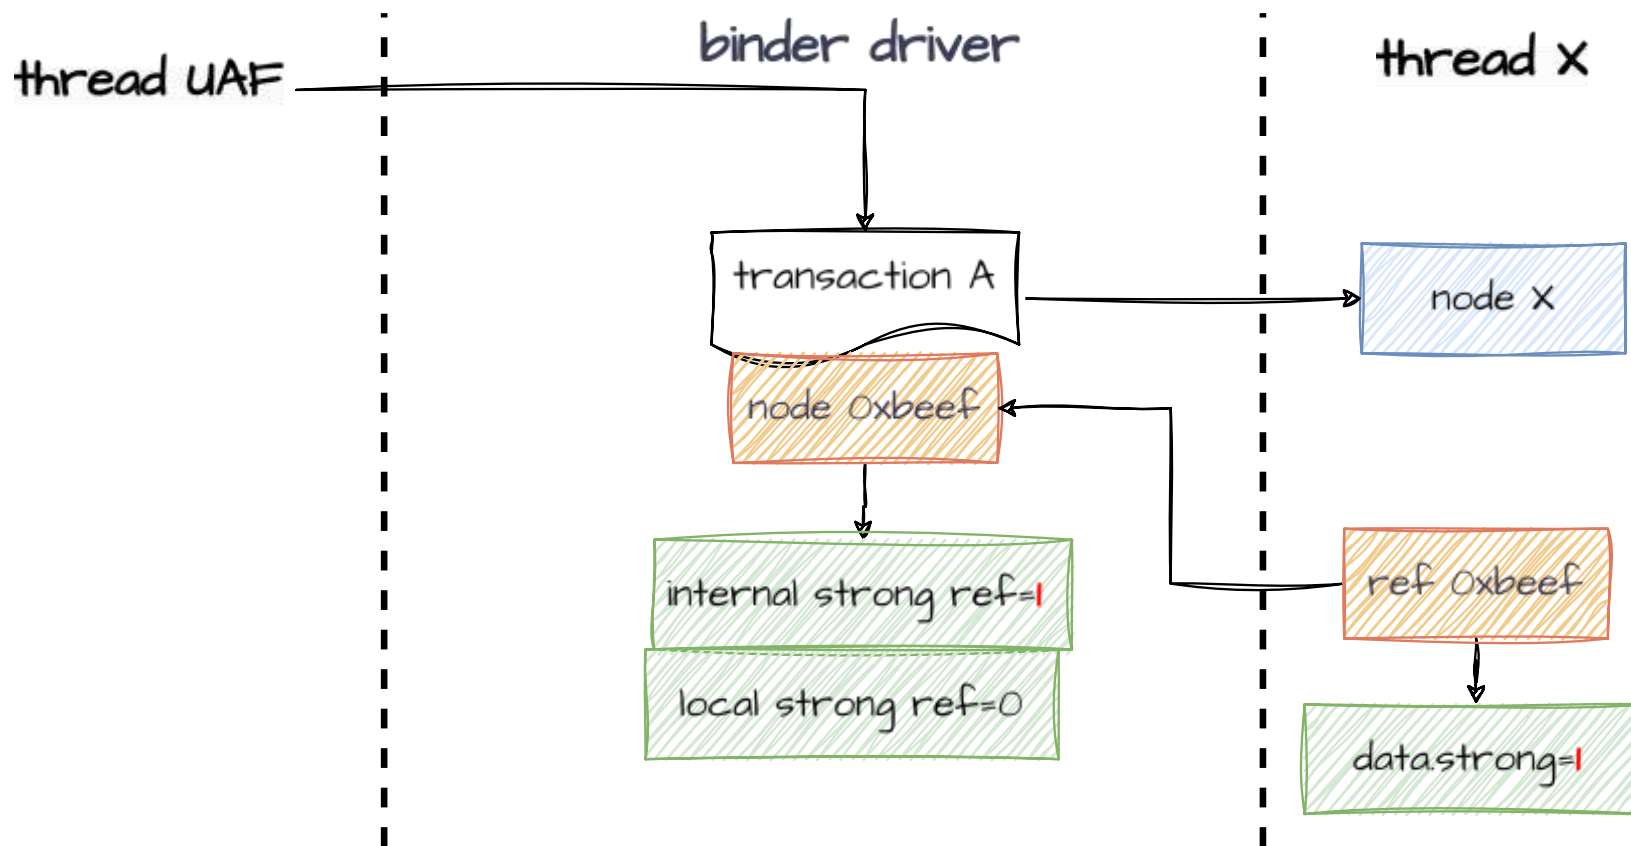 thread UAF
binder driver
thread X
transaction A
node X
node 0xbeef
ref 0xbeef
internal strong ref=1
local strong ref=0
data.strong=1